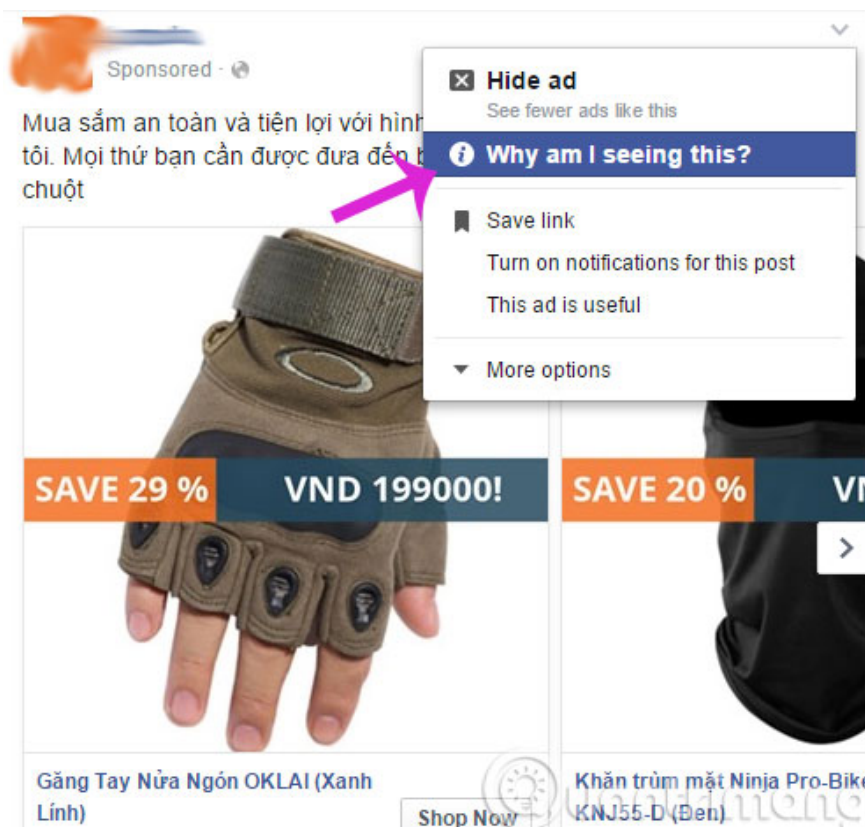 Sponsored ·
Hide ad
See fewer ads like this
Mua sắm an toàn và tiện lợi với hình
tôi. Mọi thứ bạn cần được đưa đến
chuột
Why am I seeing this?
Save link
Turn on notifications for this post
This ad is useful
More options
SAVE 29 % VND 199000!
SAVE 20 %
Găng Tay Nửa Ngón OKLAI (Xanh
Lính)
Shop Now
Khăn trùm mặt Ninja Pro-Bike
KNJ55-D (Đen)
Quantrimang